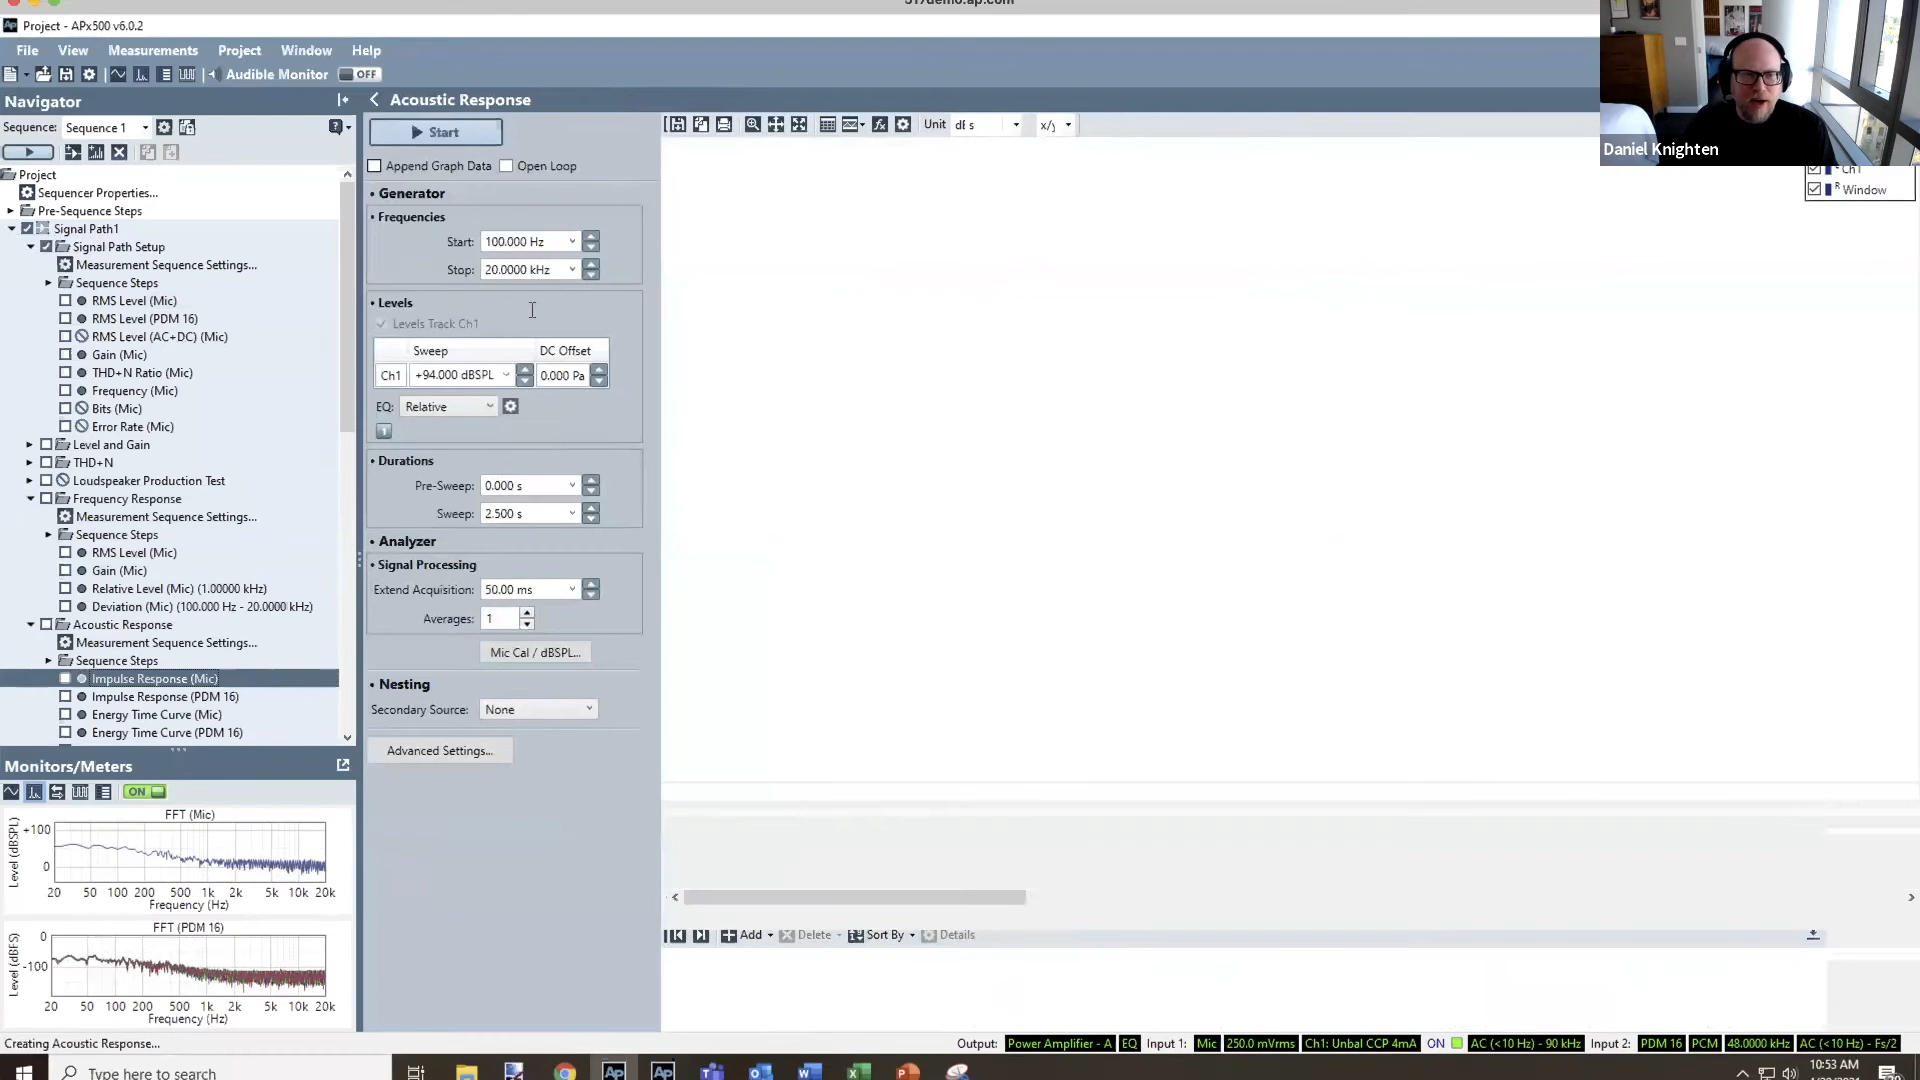 Project - APx500 v6.0.2
File View Measurements Project Window Help
Audible Monitor OFF
Navigator
Acoustic Response
Sequence: Sequence 1
Start
Unit
x/y
Append Graph Data Open Loop
Daniel Knighten
Ch1
Window
Project
Sequencer Properties...
Pre-Sequence Steps
Signal Path1
Signal Path Setup
Measurement Sequence Settings...
Sequence Steps
RMS Level (Mic)
RMS Level (PDM 16)
RMS Level (AC+DC) (Mic)
Gain (Mic)
THD+N Ratio (Mic)
Frequency (Mic)
Bits (Mic)
Error Rate (Mic)
Level and Gain
THD+N
Loudspeaker Production Test
Frequency Response
Measurement Sequence Settings...
Sequence Steps
RMS Level (Mic)
Gain (Mic)
Relative Level (Mic) (1.00000 kHz)
Deviation (Mic) (100.000 Hz - 20.0000 kHz)
Acoustic Response
Measurement Sequence Settings...
Sequence Steps
Impulse Response (Mic)
Impulse Response (PDM 16)
Energy Time Curve (Mic)
Energy Time Curve (PDM 16)
Generator
Frequencies
Start: 100.000 Hz
Stop: 20.0000 kHz
Levels
Levels Track Ch1
Sweep DC Offset
Ch1 +94.000 dBSPL 0.000 Pa
EQ: Relative
1
Durations
Pre-Sweep: 0.000 s
Sweep: 2.500 s
Analyzer
Signal Processing
Extend Acquisition: 50.00 ms
Averages: 1
Mic Cal / dBSPL...
Nesting
Secondary Source: None
Advanced Settings...
Monitors/Meters
ON
FFT (Mic)
Level (dBSPL)
+100
0
20 50 100 200 500 1k 2k 5k 10k 20k
Frequency (Hz)
FFT (PDM 16)
Level (dBFS)
0
-100
20 50 100 200 500 1k 2k 5k 10k 20k
Frequency (Hz)
Add Delete Sort By Details
Creating Acoustic Response...
Output: Power Amplifier - A EQ Input 1: Mic 250.0 mVrms Ch1: Unbal CCP 4mA ON AC (<10 Hz) - 90 kHz Input 2: PDM 16 PCM 48.0000 kHz AC (<10 Hz) - Fs/2
Type here to search
10:53 AM